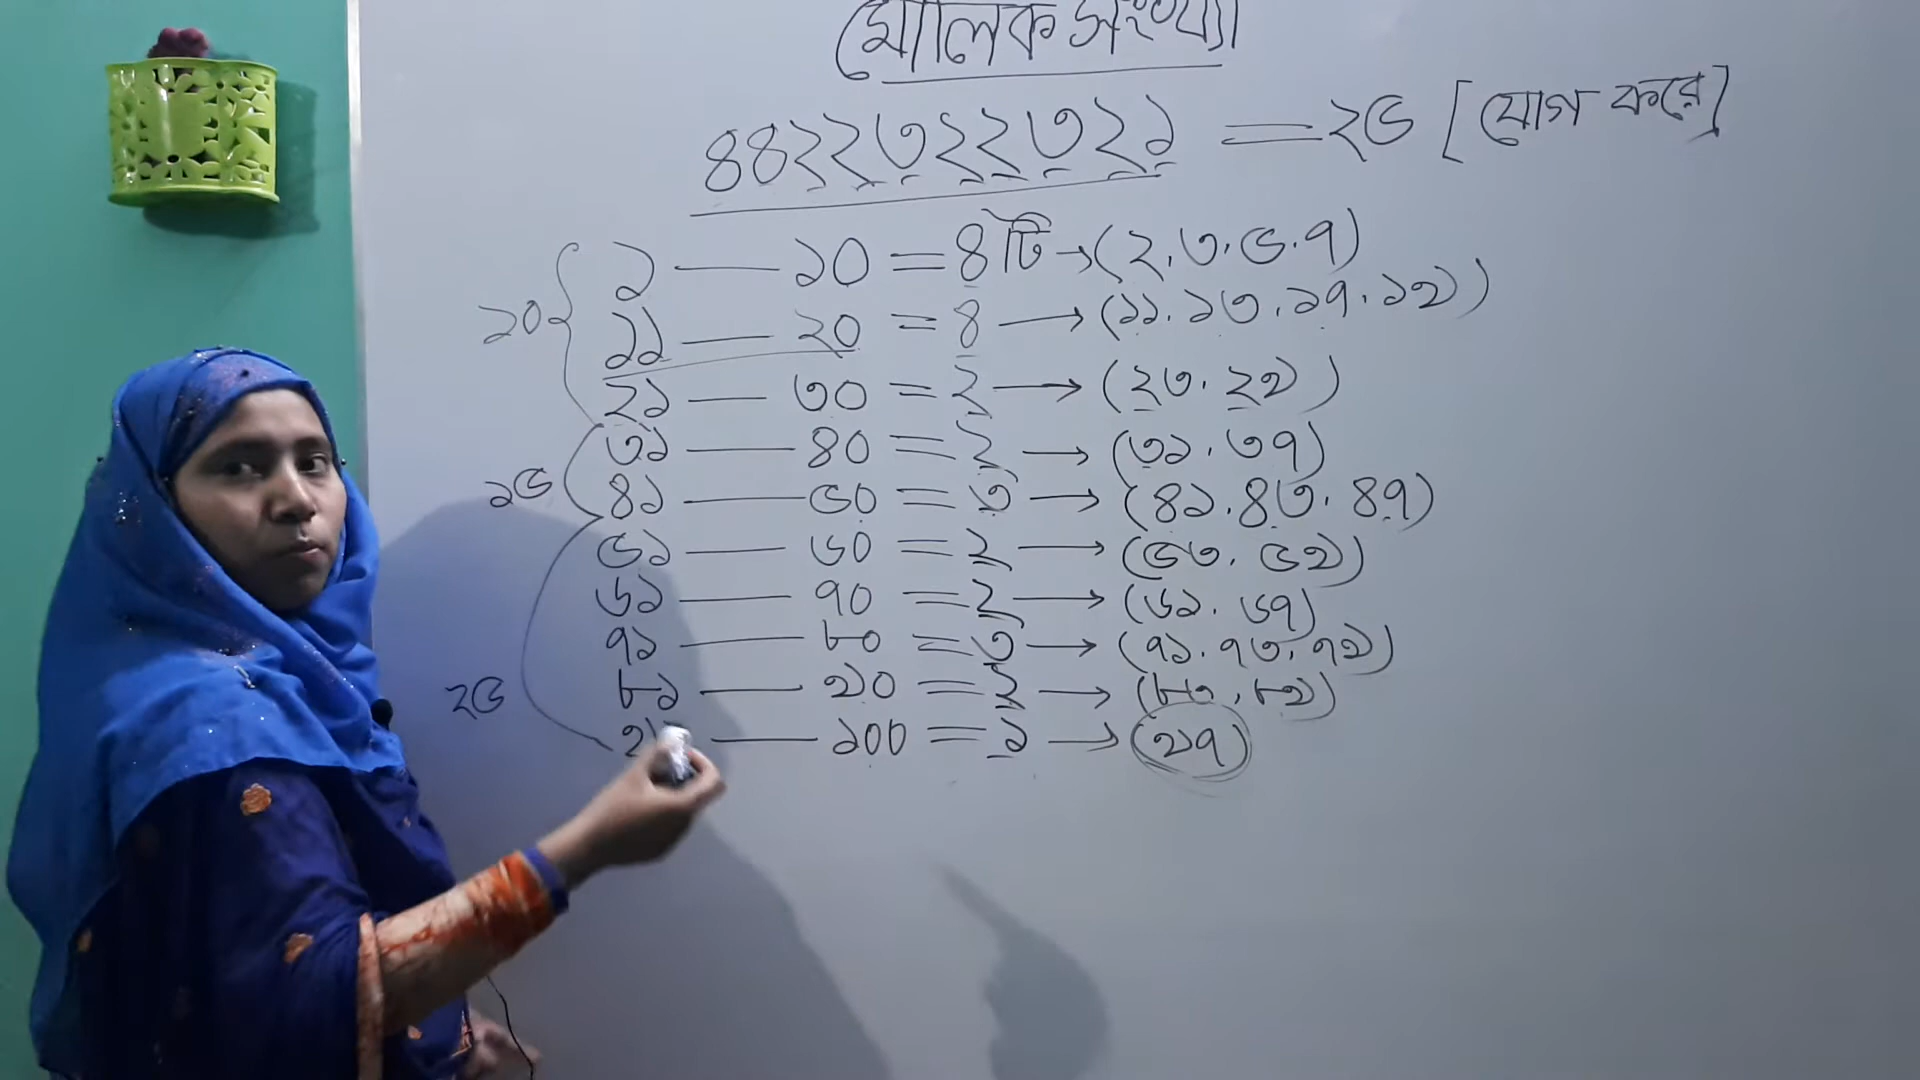 মৌলিক সংখ্যা
৪৪২২৩২২৩২১ = ২৫ [যোগ করে]
১ — ১০ = ৪টি → (২, ৩, ৫, ৭)
১১ — ২০ = ৪ → (১১, ১৩, ১৭, ১৯)
১০
২১ — ৩০ = ২ → (২৩, ২৯)
৩১ — ৪০ = ২ → (৩১, ৩৭)
১৫
৪১ — ৫০ = ৩ → (৪১, ৪৩, ৪৭)
৫১ — ৬০ = ২ → (৫৩, ৫৯)
৬১ — ৭০ = ২ → (৬১, ৬৭)
৭১ — ৮০ = ৩ → (৭১, ৭৩, ৭৯)
২৫
৮১ — ৯০ = ২ → (৮৩, ৮৯)
— ১০০ = ১ → (৯৭)